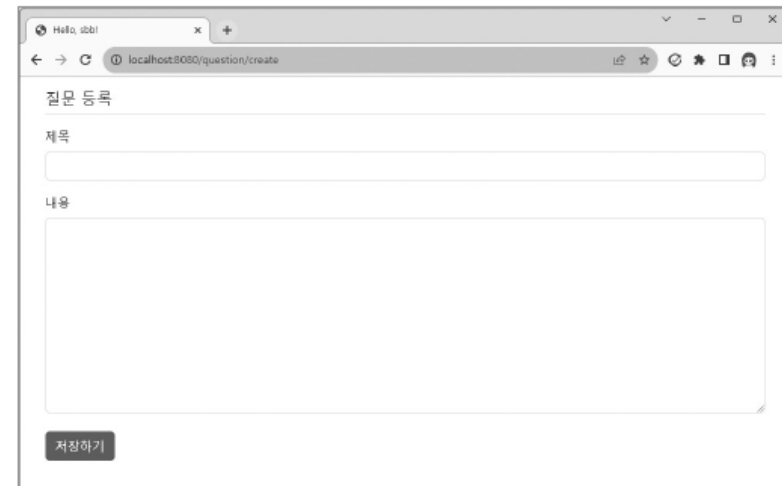 Hello, sbb!
localhost:8080/question/create
질문 등록
제목
내용
저장하기